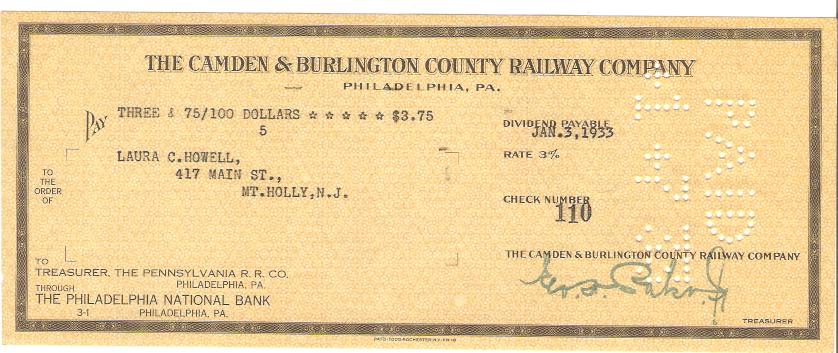 THE CAMDEN & BURLINGTON COUNTY RAILWAY COMPANY
PHILADELPHIA, PA.
PAY THREE & 75/100 DOLLARS ☆ ☆ ☆ ☆ ☆ $3.75
5
DIVIDEND PAYABLE
JAN.3,1933
RATE 3%
TO
THE
ORDER
OF
LAURA C.HOWELL,
417 MAIN ST.,
MT.HOLLY,N.J.
CHECK NUMBER
110
THE CAMDEN & BURLINGTON COUNTY RAILWAY COMPANY
TO
TREASURER, THE PENNSYLVANIA R. R. CO.
PHILADELPHIA, PA.
THROUGH
THE PHILADELPHIA NATIONAL BANK
3-1 PHILADELPHIA, PA.
TREASURER
PAID